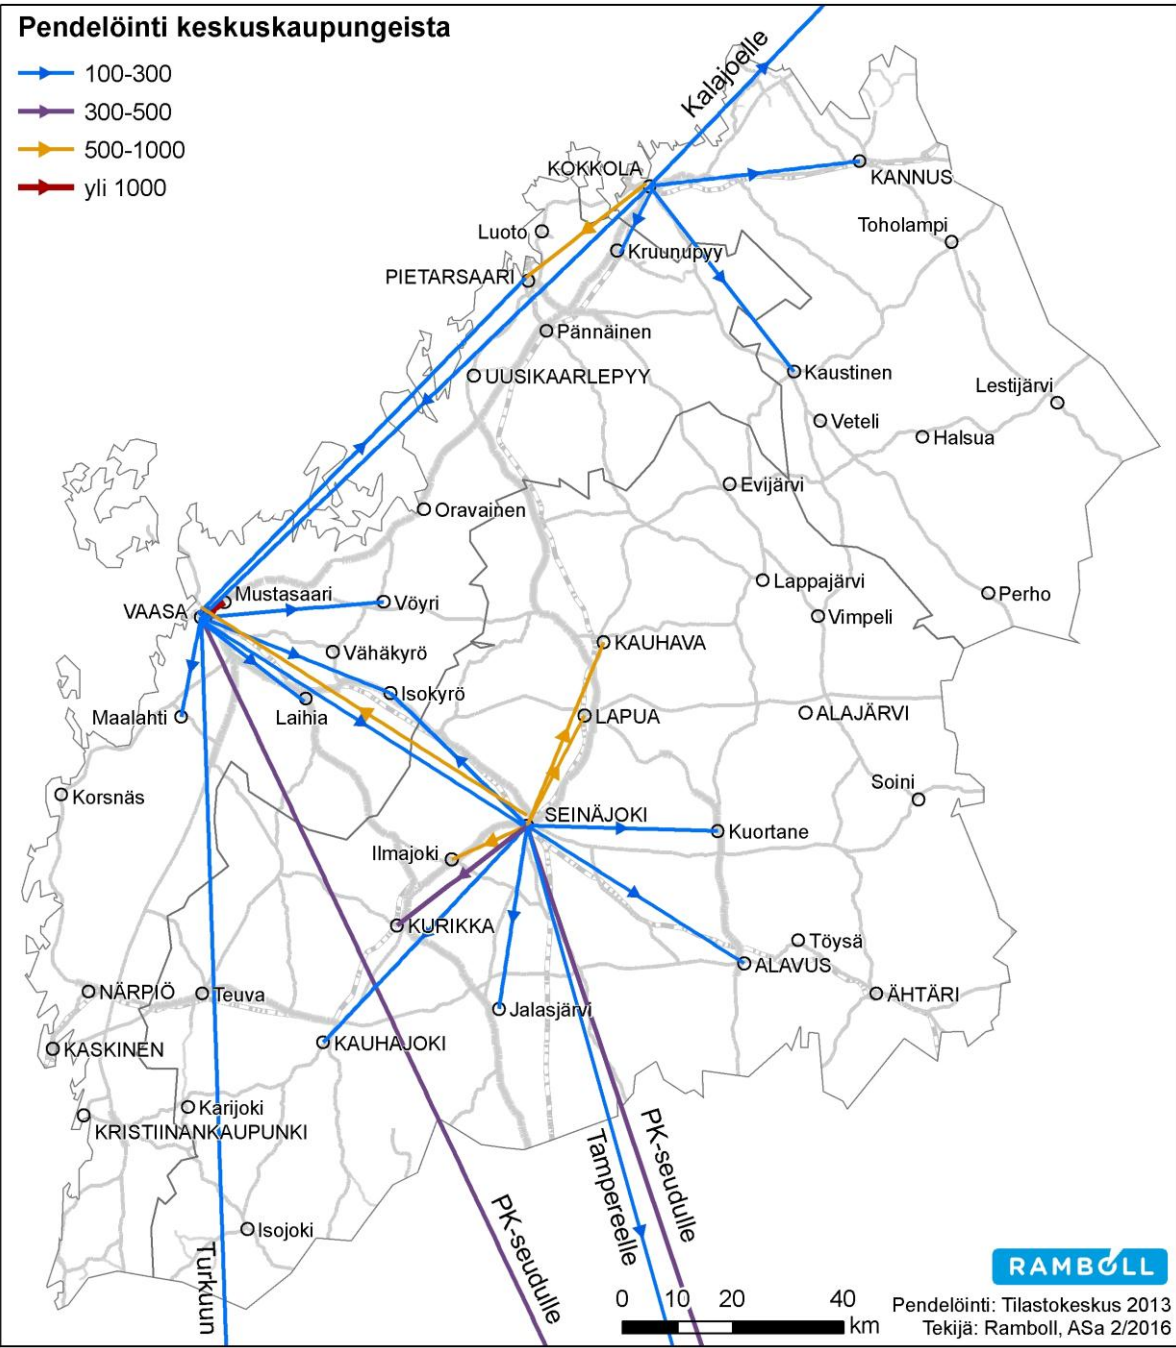 Pendelöinti keskuskaupungeista
100-300
300-500
500-1000
yli 1000
Kalajoelle
KOKKOLA
KANNUS
Luoto
Toholampi
Kruunupyy
PIETARSAARI
Pännäinen
UUSIKAARLEPYY
Kaustinen
Lestijärvi
Veteli
Halsua
Evijärvi
Oravainen
Lappajärvi
Mustasaari
Vöyri
Perho
VAASA
Vimpeli
KAUHAVA
Vähäkyrö
Isokyrö
Maalahti
Laihia
LAPUA
ALAJÄRVI
Soini
Korsnäs
SEINÄJOKI
Kuortane
Ilmajoki
KURIKKA
Töysä
ALAVUS
NÄRPIÖ
Teuva
ÄHTÄRI
Jalasjärvi
KASKINEN
KAUHAJOKI
Karijoki
KRISTIINANKAUPUNKI
Isojoki
Turkuun
PK-seudulle
Tampereelle
PK-seudulle
RAMBOLL
0 10 20 40
km
Pendelöinti: Tilastokeskus 2013
Tekijä: Ramboll, ASa 2/2016